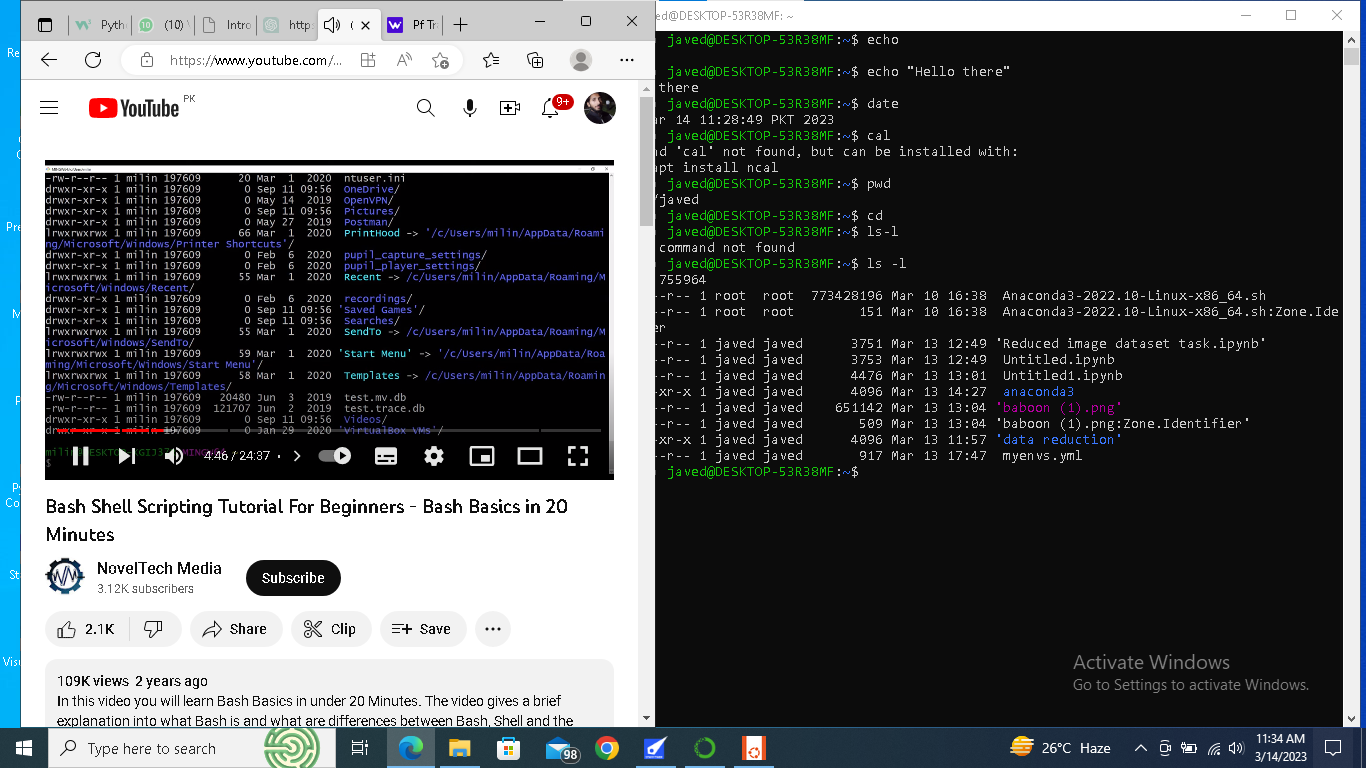 Pyth
(10)
Intro
http
(
Pf Tr
https://www.youtube.com/...
YouTube PK
9+
-rw-r--r-- 1 milin 197609 20 Mar 1 2020 ntuser.ini
drwxr-xr-x 1 milin 197609 0 Sep 11 09:56 OneDrive/
drwxr-xr-x 1 milin 197609 0 May 14 2019 OpenVPN/
drwxr-xr-x 1 milin 197609 0 Sep 11 09:56 Pictures/
drwxr-xr-x 1 milin 197609 0 May 27 2019 Postman/
lrwxrwxrwx 1 milin 197609 66 Mar 1 2020 PrintHood -> '/c/Users/milin/AppData/Roami
ng/Microsoft/Windows/Printer Shortcuts'/
drwxr-xr-x 1 milin 197609 0 Feb 6 2020 pupil_capture_settings/
drwxr-xr-x 1 milin 197609 0 Feb 6 2020 pupil_player_settings/
lrwxrwxrwx 1 milin 197609 55 Mar 1 2020 Recent -> /c/Users/milin/AppData/Roaming/M
icrosoft/Windows/Recent/
drwxr-xr-x 1 milin 197609 0 Feb 6 2020 recordings/
drwxr-xr-x 1 milin 197609 0 Sep 11 09:56 'Saved Games'/
drwxr-xr-x 1 milin 197609 0 Sep 11 09:56 Searches/
lrwxrwxrwx 1 milin 197609 55 Mar 1 2020 SendTo -> /c/Users/milin/AppData/Roaming/M
icrosoft/Windows/SendTo/
lrwxrwxrwx 1 milin 197609 59 Mar 1 2020 'Start Menu' -> '/c/Users/milin/AppData/Roa
ming/Microsoft/Windows/Start Menu'/
lrwxrwxrwx 1 milin 197609 58 Mar 1 2020 Templates -> /c/Users/milin/AppData/Roamin
g/Microsoft/Windows/Templates/
-rw-r--r-- 1 milin 197609 20480 Jun 3 2019 test.mv.db
-rw-r--r-- 1 milin 197609 121707 Jun 2 2019 test.trace.db
drwxr-xr-x 1 milin 197609 0 Sep 11 09:56 Videos/
drwxr-xr-x 1 milin 197609 0 Jan 29 2020 'VirtualBox VMs'/
$
4:46 / 24:37
Bash Shell Scripting Tutorial For Beginners - Bash Basics in 20
Minutes
NovelTech Media
3.12K subscribers
Subscribe
2.1K
Share
Clip
Save
109K views 2 years ago
In this video you will learn Bash Basics in under 20 Minutes. The video gives a brief
explanation into what Bash is and what are differences between Bash, Shell and the
ved@DESKTOP-53R38MF: ~
javed@DESKTOP-53R38MF:~$ echo
javed@DESKTOP-53R38MF:~$ echo "Hello there"
there
javed@DESKTOP-53R38MF:~$ date
ar 14 11:28:49 PKT 2023
javed@DESKTOP-53R38MF:~$ cal
nd 'cal' not found, but can be installed with:
pt install ncal
javed@DESKTOP-53R38MF:~$ pwd
/javed
javed@DESKTOP-53R38MF:~$ cd
javed@DESKTOP-53R38MF:~$ ls-l
command not found
javed@DESKTOP-53R38MF:~$ ls -l
755964
--r-- 1 root root 773428196 Mar 10 16:38 Anaconda3-2022.10-Linux-x86_64.sh
--r-- 1 root root 151 Mar 10 16:38 Anaconda3-2022.10-Linux-x86_64.sh:Zone.Ide
er
--r-- 1 javed javed 3751 Mar 13 12:49 'Reduced image dataset task.ipynb'
--r-- 1 javed javed 3753 Mar 13 12:49 Untitled.ipynb
--r-- 1 javed javed 4476 Mar 13 13:01 Untitled1.ipynb
-xr-x 1 javed javed 4096 Mar 13 14:27 anaconda3
--r-- 1 javed javed 651142 Mar 13 13:04 'baboon (1).png'
--r-- 1 javed javed 509 Mar 13 13:04 'baboon (1).png:Zone.Identifier'
-xr-x 1 javed javed 4096 Mar 13 11:57 'data reduction'
--r-- 1 javed javed 917 Mar 13 17:47 myenvs.yml
javed@DESKTOP-53R38MF:~$
Activate Windows
Go to Settings to activate Windows.
Re
Pre
Co
Sta
Visu
Type here to search
98
26°C Haze
11:34 AM
3/14/2023